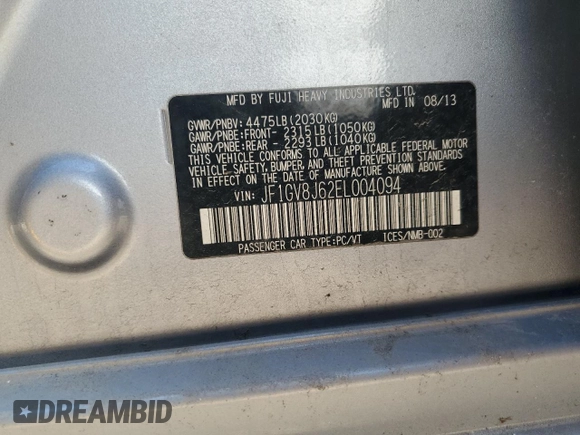 MFD BY FUJI HEAVY INDUSTRIES LTD.
MFD IN 08/13
GVWR/PNBV: 4475LB(2030KG)
GAWR/PNBE:FRONT- 2315LB(1050KG)
GAWR/PNBE:REAR - 2293LB(1040KG)
THIS VEHICLE CONFORMS TO ALL APPLICABLE FEDERAL MOTOR
VEHICLE SAFETY, BUMPER, AND THEFT PREVENTION STANDARDS
IN EFFECT ON THE DATE OF MANUFACTURE SHOWN ABOVE.
VIN: JF1GV8J62EL004094
PASSENGER CAR TYPE:PC/VT ICES/NMB-002
DREAMBID